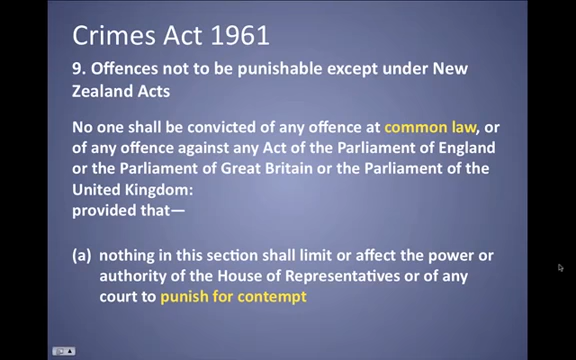 Crimes Act 1961
9. Offences not to be punishable except under New
Zealand Acts
No one shall be convicted of any offence at common law, or
of any offence against any Act of the Parliament of England
or the Parliament of Great Britain or the Parliament of the
United Kingdom:
provided that—
(a) nothing in this section shall limit or affect the power or
authority of the House of Representatives or of any
court to punish for contempt